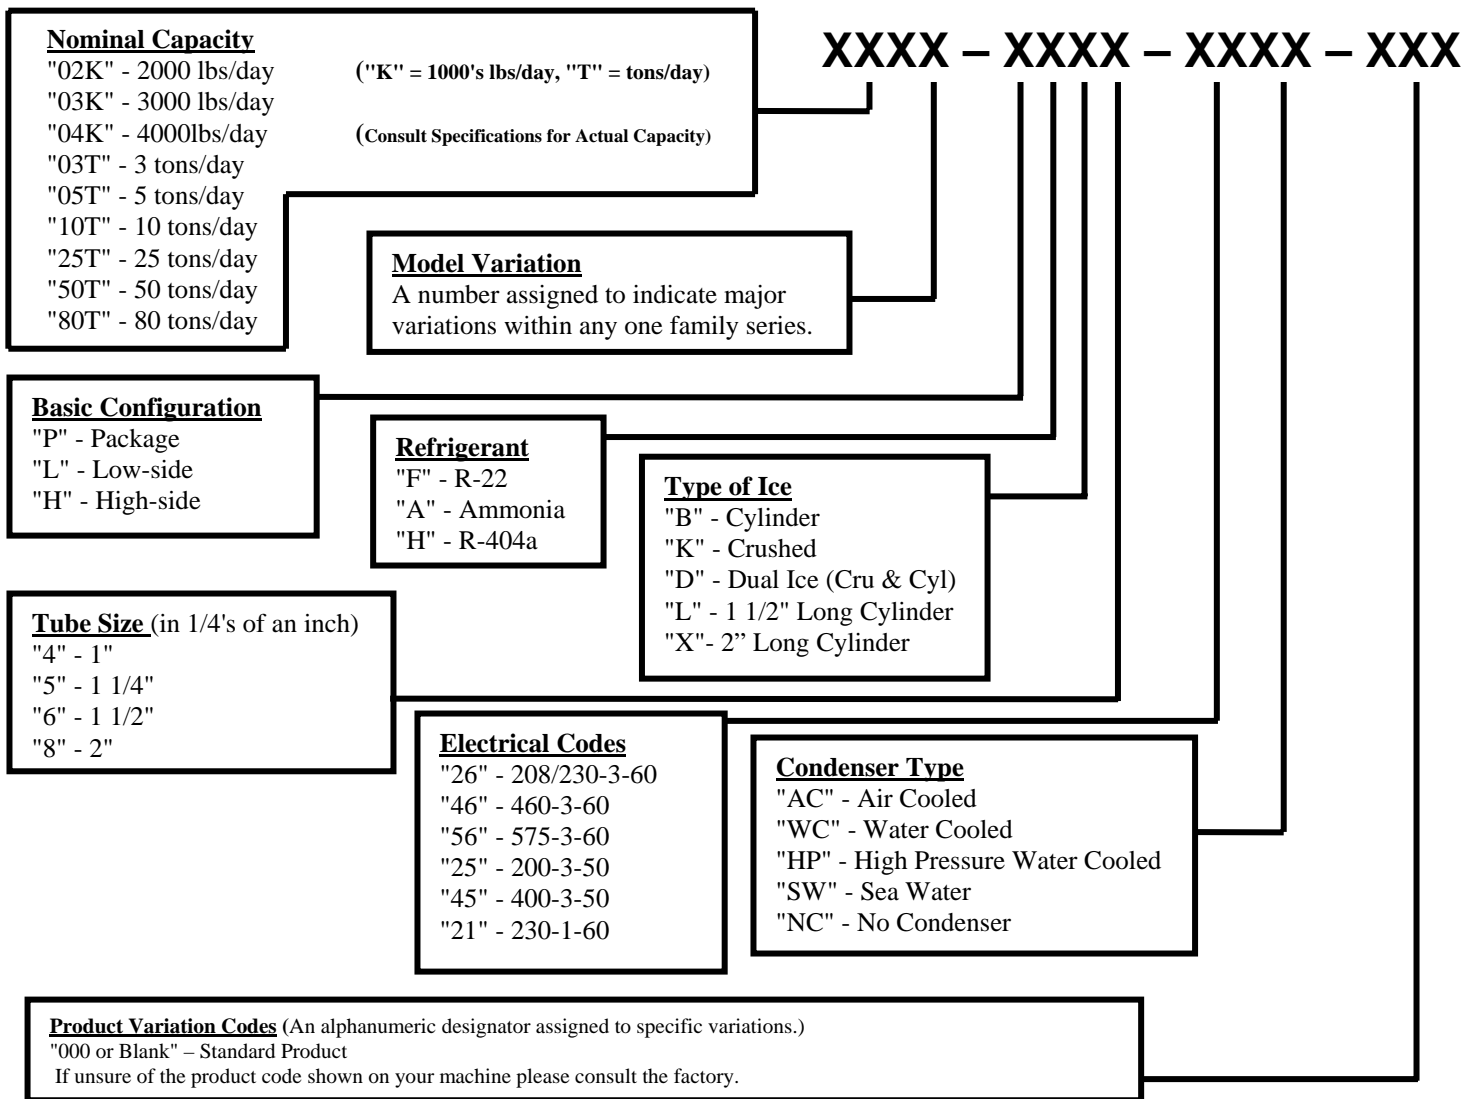 XXXX – XXXX – XXXX – XXX
Nominal Capacity
"02K" - 2000 lbs/day ("K" = 1000's lbs/day, "T" = tons/day)
"03K" - 3000 lbs/day
"04K" - 4000lbs/day (Consult Specifications for Actual Capacity)
"03T" - 3 tons/day
"05T" - 5 tons/day
"10T" - 10 tons/day
"25T" - 25 tons/day
"50T" - 50 tons/day
"80T" - 80 tons/day
Model Variation
A number assigned to indicate major
variations within any one family series.
Basic Configuration
"P" - Package
"L" - Low-side
"H" - High-side
Refrigerant
"F" - R-22
"A" - Ammonia
"H" - R-404a
Type of Ice
"B" - Cylinder
"K" - Crushed
"D" - Dual Ice (Cru & Cyl)
"L" - 1 1/2" Long Cylinder
"X"- 2” Long Cylinder
Tube Size (in 1/4's of an inch)
"4" - 1"
"5" - 1 1/4"
"6" - 1 1/2"
"8" - 2"
Electrical Codes
"26" - 208/230-3-60
"46" - 460-3-60
"56" - 575-3-60
"25" - 200-3-50
"45" - 400-3-50
"21" - 230-1-60
Condenser Type
"AC" - Air Cooled
"WC" - Water Cooled
"HP" - High Pressure Water Cooled
"SW" - Sea Water
"NC" - No Condenser
Product Variation Codes (An alphanumeric designator assigned to specific variations.)
"000 or Blank" – Standard Product
If unsure of the product code shown on your machine please consult the factory.